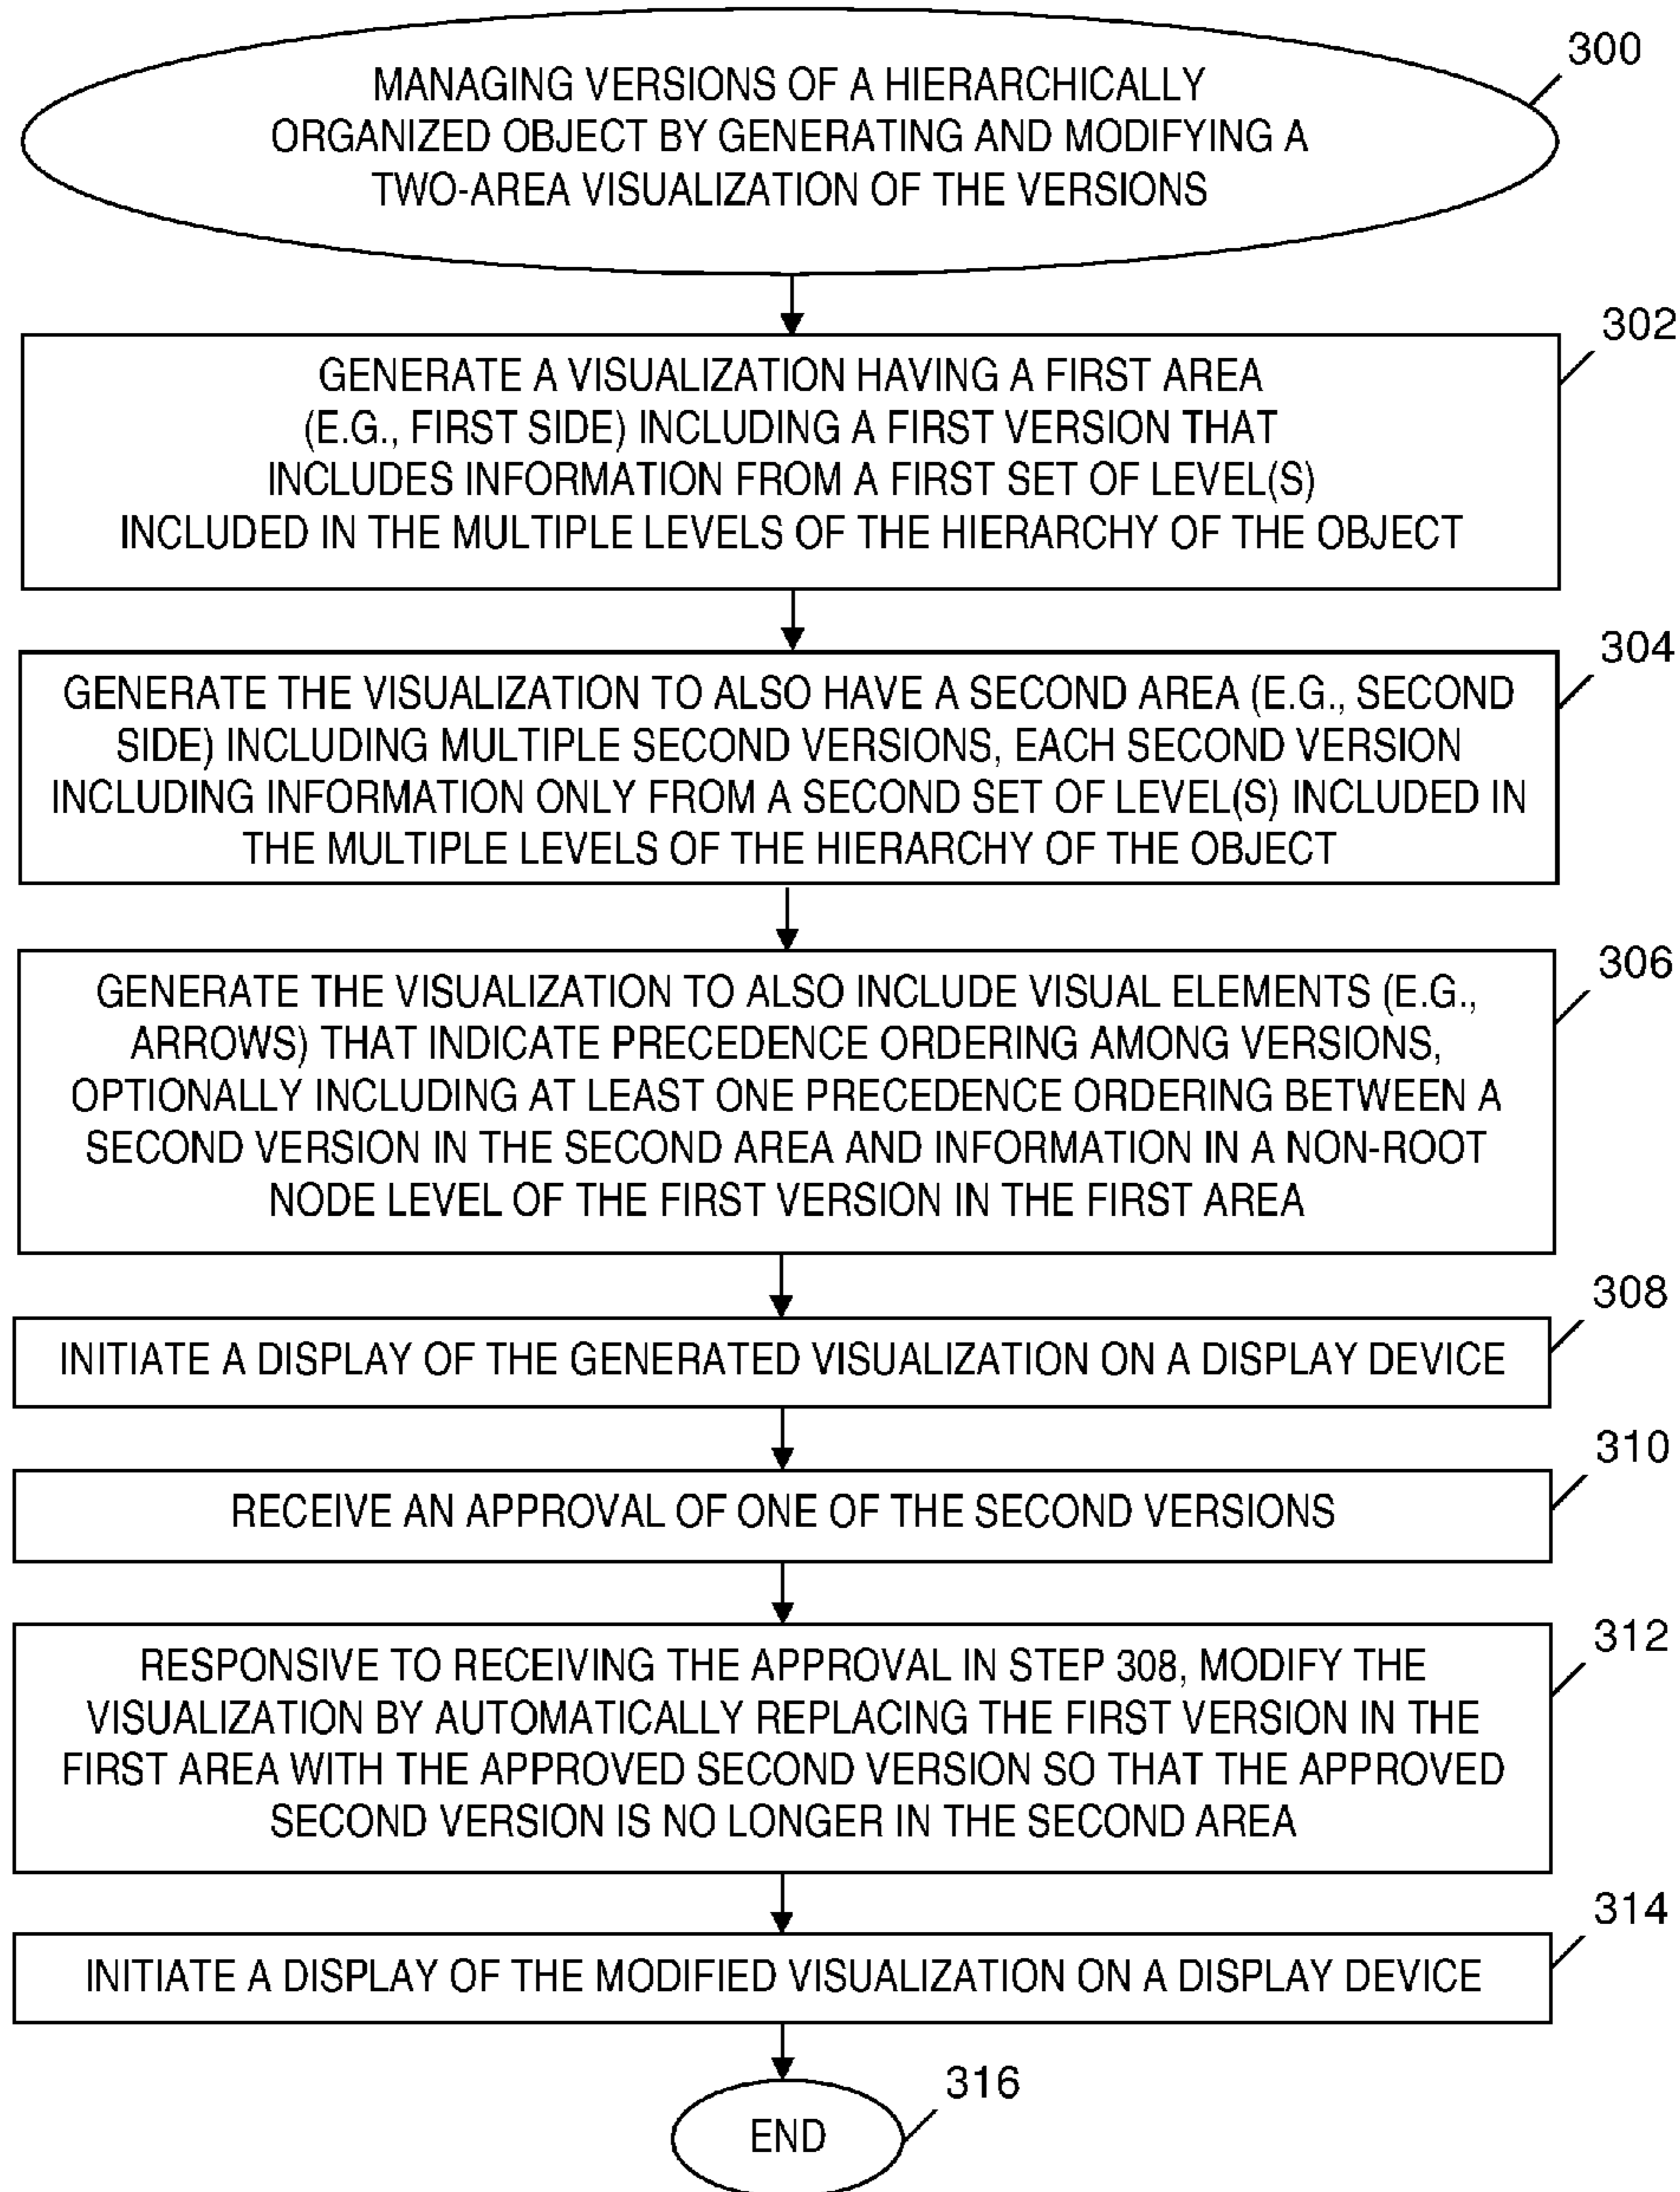 300
MANAGING VERSIONS OF A HIERARCHICALLY
ORGANIZED OBJECT BY GENERATING AND MODIFYING A
TWO-AREA VISUALIZATION OF THE VERSIONS
302
GENERATE A VISUALIZATION HAVING A FIRST AREA
(E.G., FIRST SIDE) INCLUDING A FIRST VERSION THAT
INCLUDES INFORMATION FROM A FIRST SET OF LEVEL(S)
INCLUDED IN THE MULTIPLE LEVELS OF THE HIERARCHY OF THE OBJECT
304
GENERATE THE VISUALIZATION TO ALSO HAVE A SECOND AREA (E.G., SECOND
SIDE) INCLUDING MULTIPLE SECOND VERSIONS, EACH SECOND VERSION
INCLUDING INFORMATION ONLY FROM A SECOND SET OF LEVEL(S) INCLUDED IN
THE MULTIPLE LEVELS OF THE HIERARCHY OF THE OBJECT
306
GENERATE THE VISUALIZATION TO ALSO INCLUDE VISUAL ELEMENTS (E.G.,
ARROWS) THAT INDICATE PRECEDENCE ORDERING AMONG VERSIONS,
OPTIONALLY INCLUDING AT LEAST ONE PRECEDENCE ORDERING BETWEEN A
SECOND VERSION IN THE SECOND AREA AND INFORMATION IN A NON-ROOT
NODE LEVEL OF THE FIRST VERSION IN THE FIRST AREA
308
INITIATE A DISPLAY OF THE GENERATED VISUALIZATION ON A DISPLAY DEVICE
310
RECEIVE AN APPROVAL OF ONE OF THE SECOND VERSIONS
312
RESPONSIVE TO RECEIVING THE APPROVAL IN STEP 308, MODIFY THE
VISUALIZATION BY AUTOMATICALLY REPLACING THE FIRST VERSION IN THE
FIRST AREA WITH THE APPROVED SECOND VERSION SO THAT THE APPROVED
SECOND VERSION IS NO LONGER IN THE SECOND AREA
314
INITIATE A DISPLAY OF THE MODIFIED VISUALIZATION ON A DISPLAY DEVICE
316
END